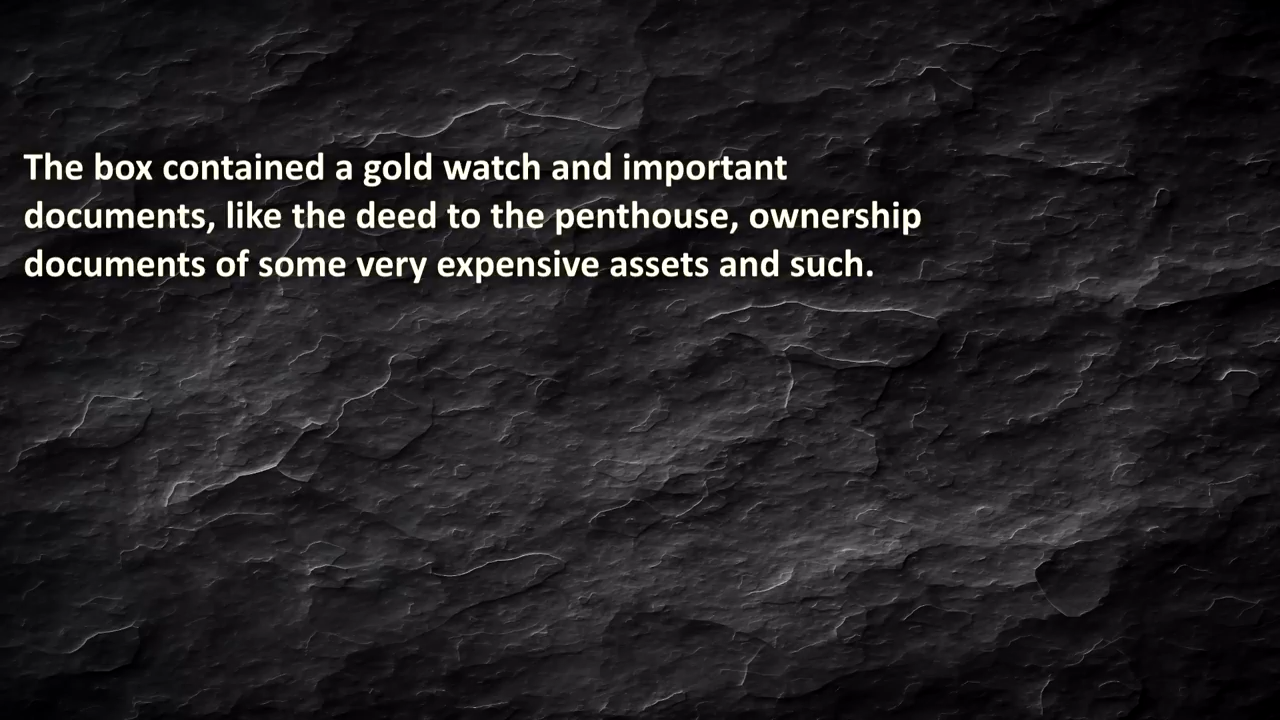 The box contained a gold watch and important
documents, like the deed to the penthouse, ownership
documents of some very expensive assets and such.